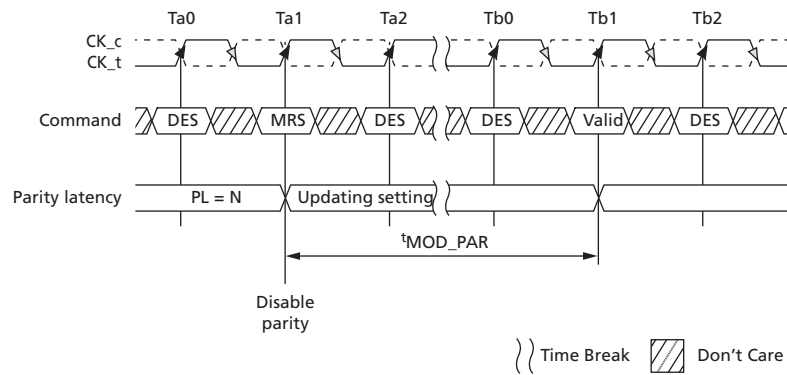 Ta0 Ta1 Ta2 Tb0 Tb1 Tb2
CK_c
CK_t
Command DES MRS DES DES Valid DES
Parity latency PL = N Updating setting
tMOD_PAR
Disable
parity
Time Break Don't Care